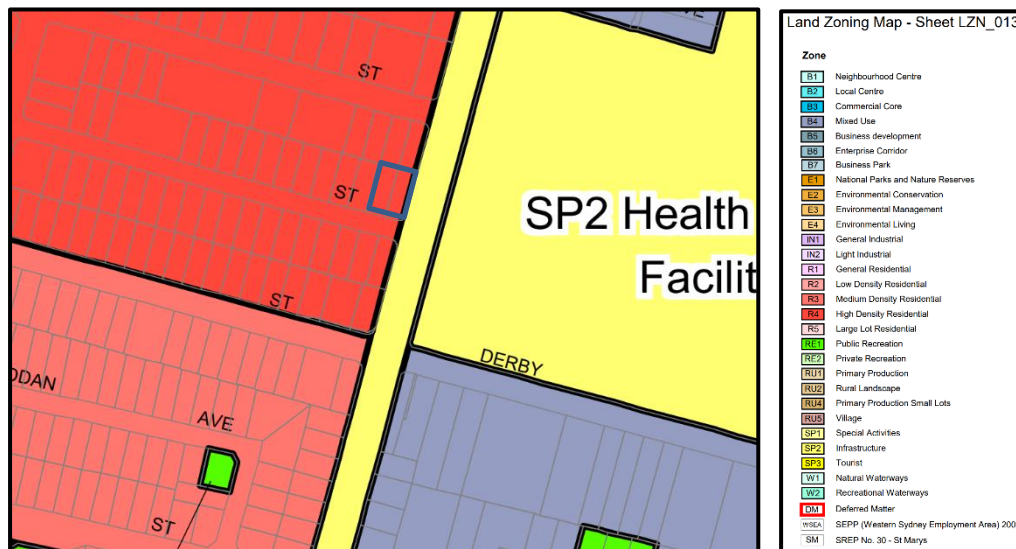 ST
ST
ST
SP2 Health
Facilit
DERBY
ODAN
AVE
ST
Land Zoning Map - Sheet LZN_013
Zone
B1 Neighbourhood Centre
B2 Local Centre
B3 Commercial Core
B4 Mixed Use
B5 Business development
B6 Enterprise Corridor
B7 Business Park
E1 National Parks and Nature Reserves
E2 Environmental Conservation
E3 Environmental Management
E4 Environmental Living
IN1 General Industrial
IN2 Light Industrial
R1 General Residential
R2 Low Density Residential
R3 Medium Density Residential
R4 High Density Residential
R5 Large Lot Residential
RE1 Public Recreation
RE2 Private Recreation
RU1 Primary Production
RU2 Rural Landscape
RU4 Primary Production Small Lots
RU5 Village
SP1 Special Activities
SP2 Infrastructure
SP3 Tourist
W1 Natural Waterways
W2 Recreational Waterways
DM Deferred Matter
WSEA SEPP (Western Sydney Employment Area) 200
SM SREP No. 30 - St Marys